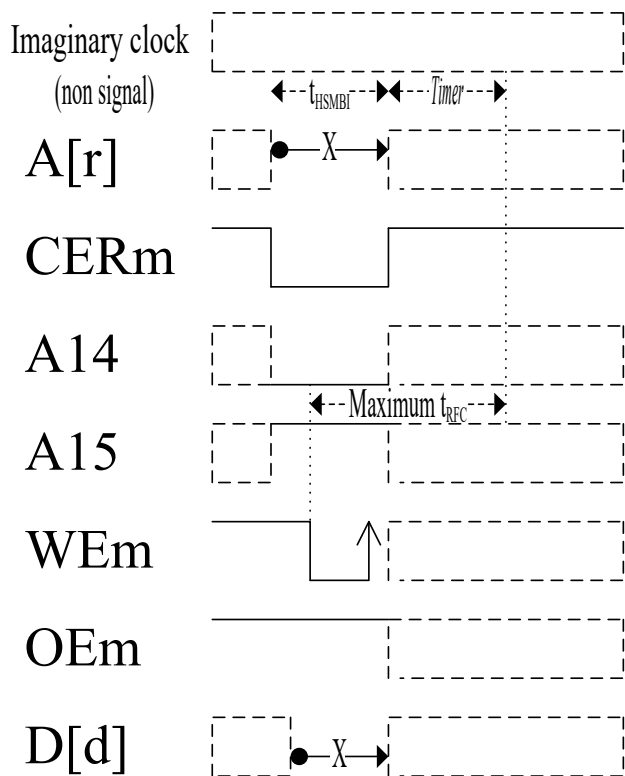 Imaginary clock
(non signal)
tHSMBI
Timer
A[r]
X
CERm
A14
Maximum tRFC
A15
WEm
OEm
D[d]
X